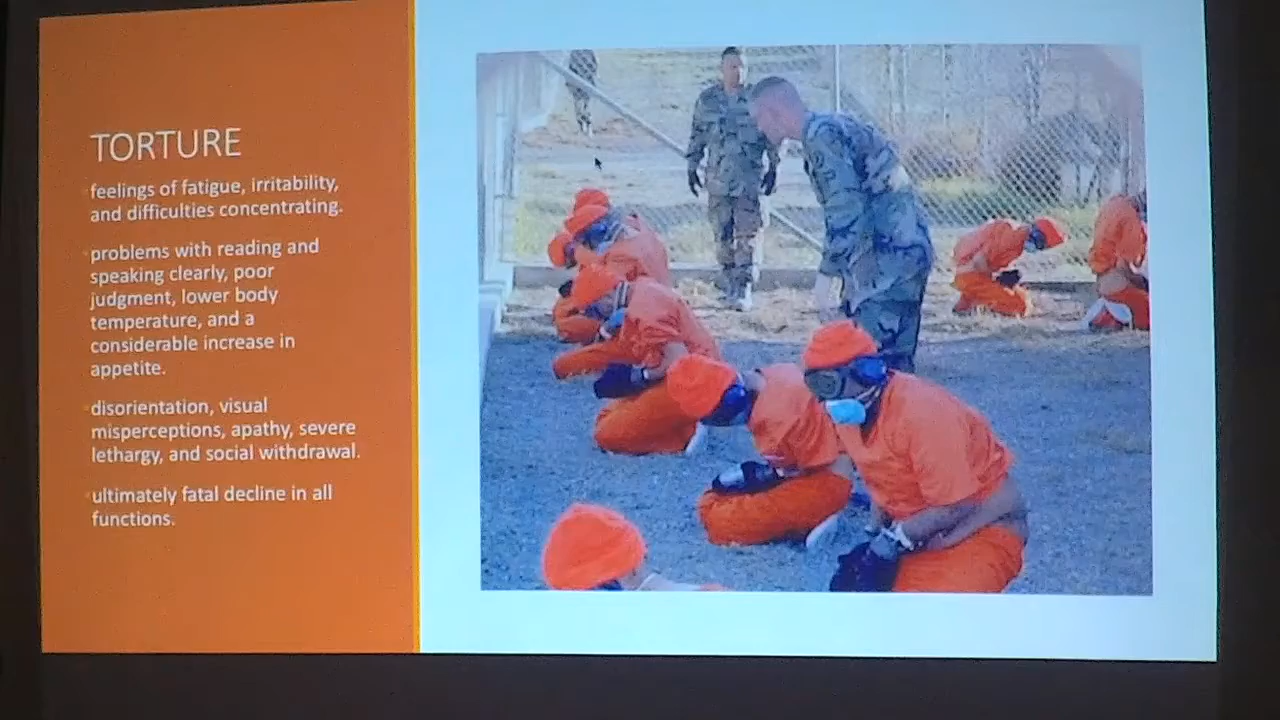 TORTURE
feelings of fatigue, irritability,
and difficulties concentrating.
problems with reading and
speaking clearly, poor
judgment, lower body
temperature, and a
considerable increase in
appetite.
disorientation, visual
misperceptions, apathy, severe
lethargy, and social withdrawal.
ultimately fatal decline in all
functions.